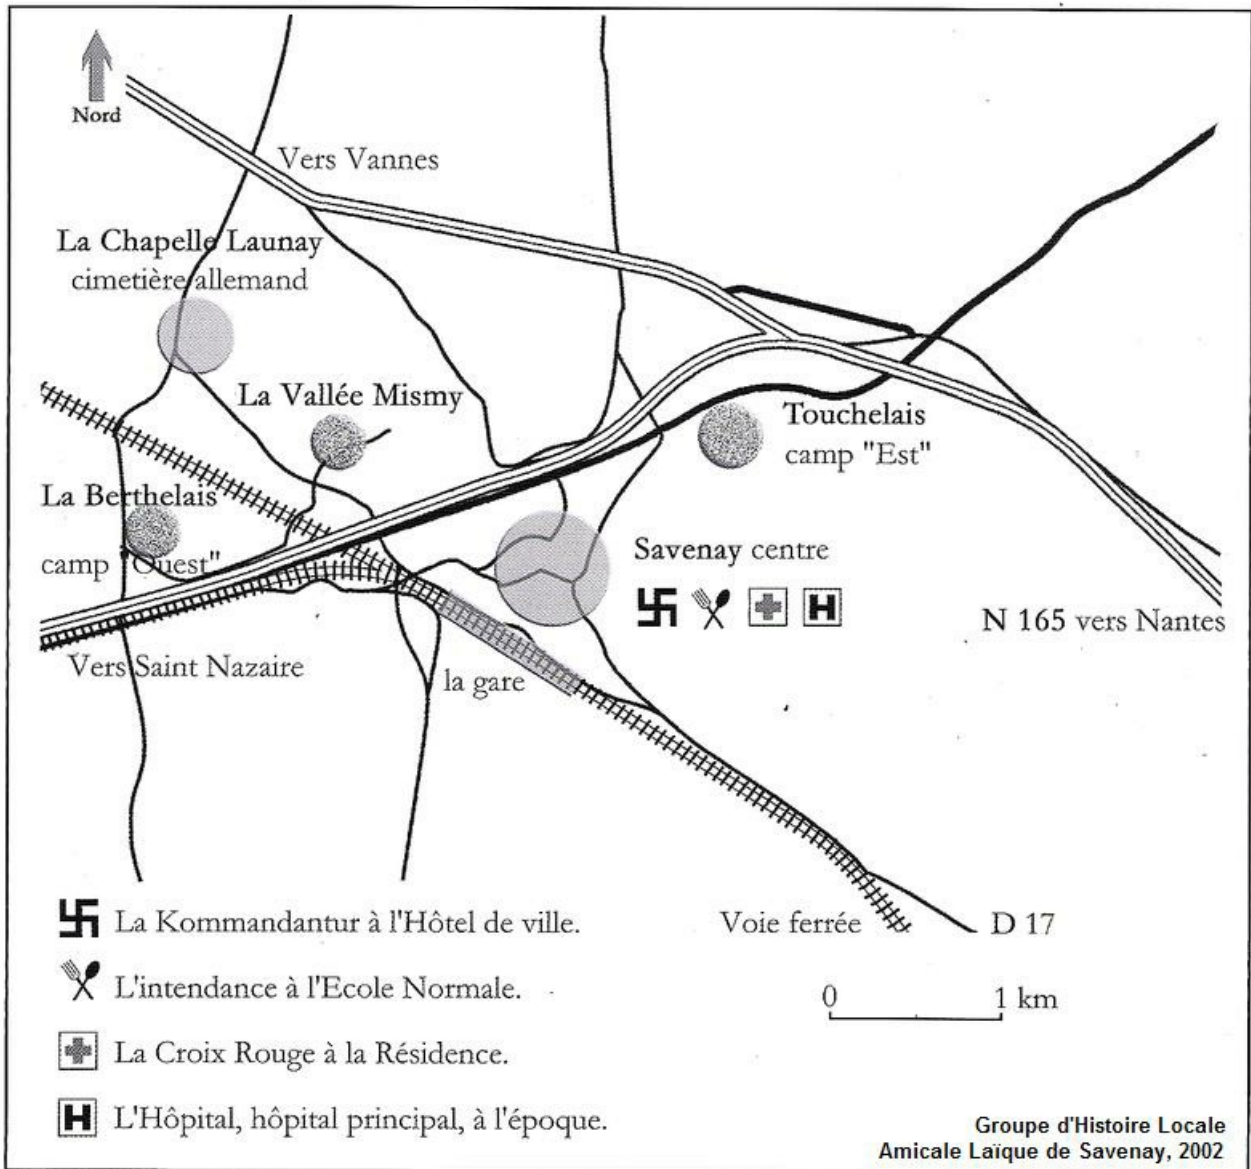 Nord
Vers Vannes
La Chapelle Launay
cimetière allemand
La Vallée Mismy
Touchelais
camp "Est"
La Berthelais
camp "Ouest"
Savenay centre
H
N 165 vers Nantes
Vers Saint Nazaire
la gare
La Kommandantur à l'Hôtel de ville.
Voie ferrée
D 17
L'intendance à l'Ecole Normale.
0 1 km
La Croix Rouge à la Résidence.
H L'Hôpital, hôpital principal, à l'époque.
Groupe d'Histoire Locale
Amicale Laïque de Savenay, 2002